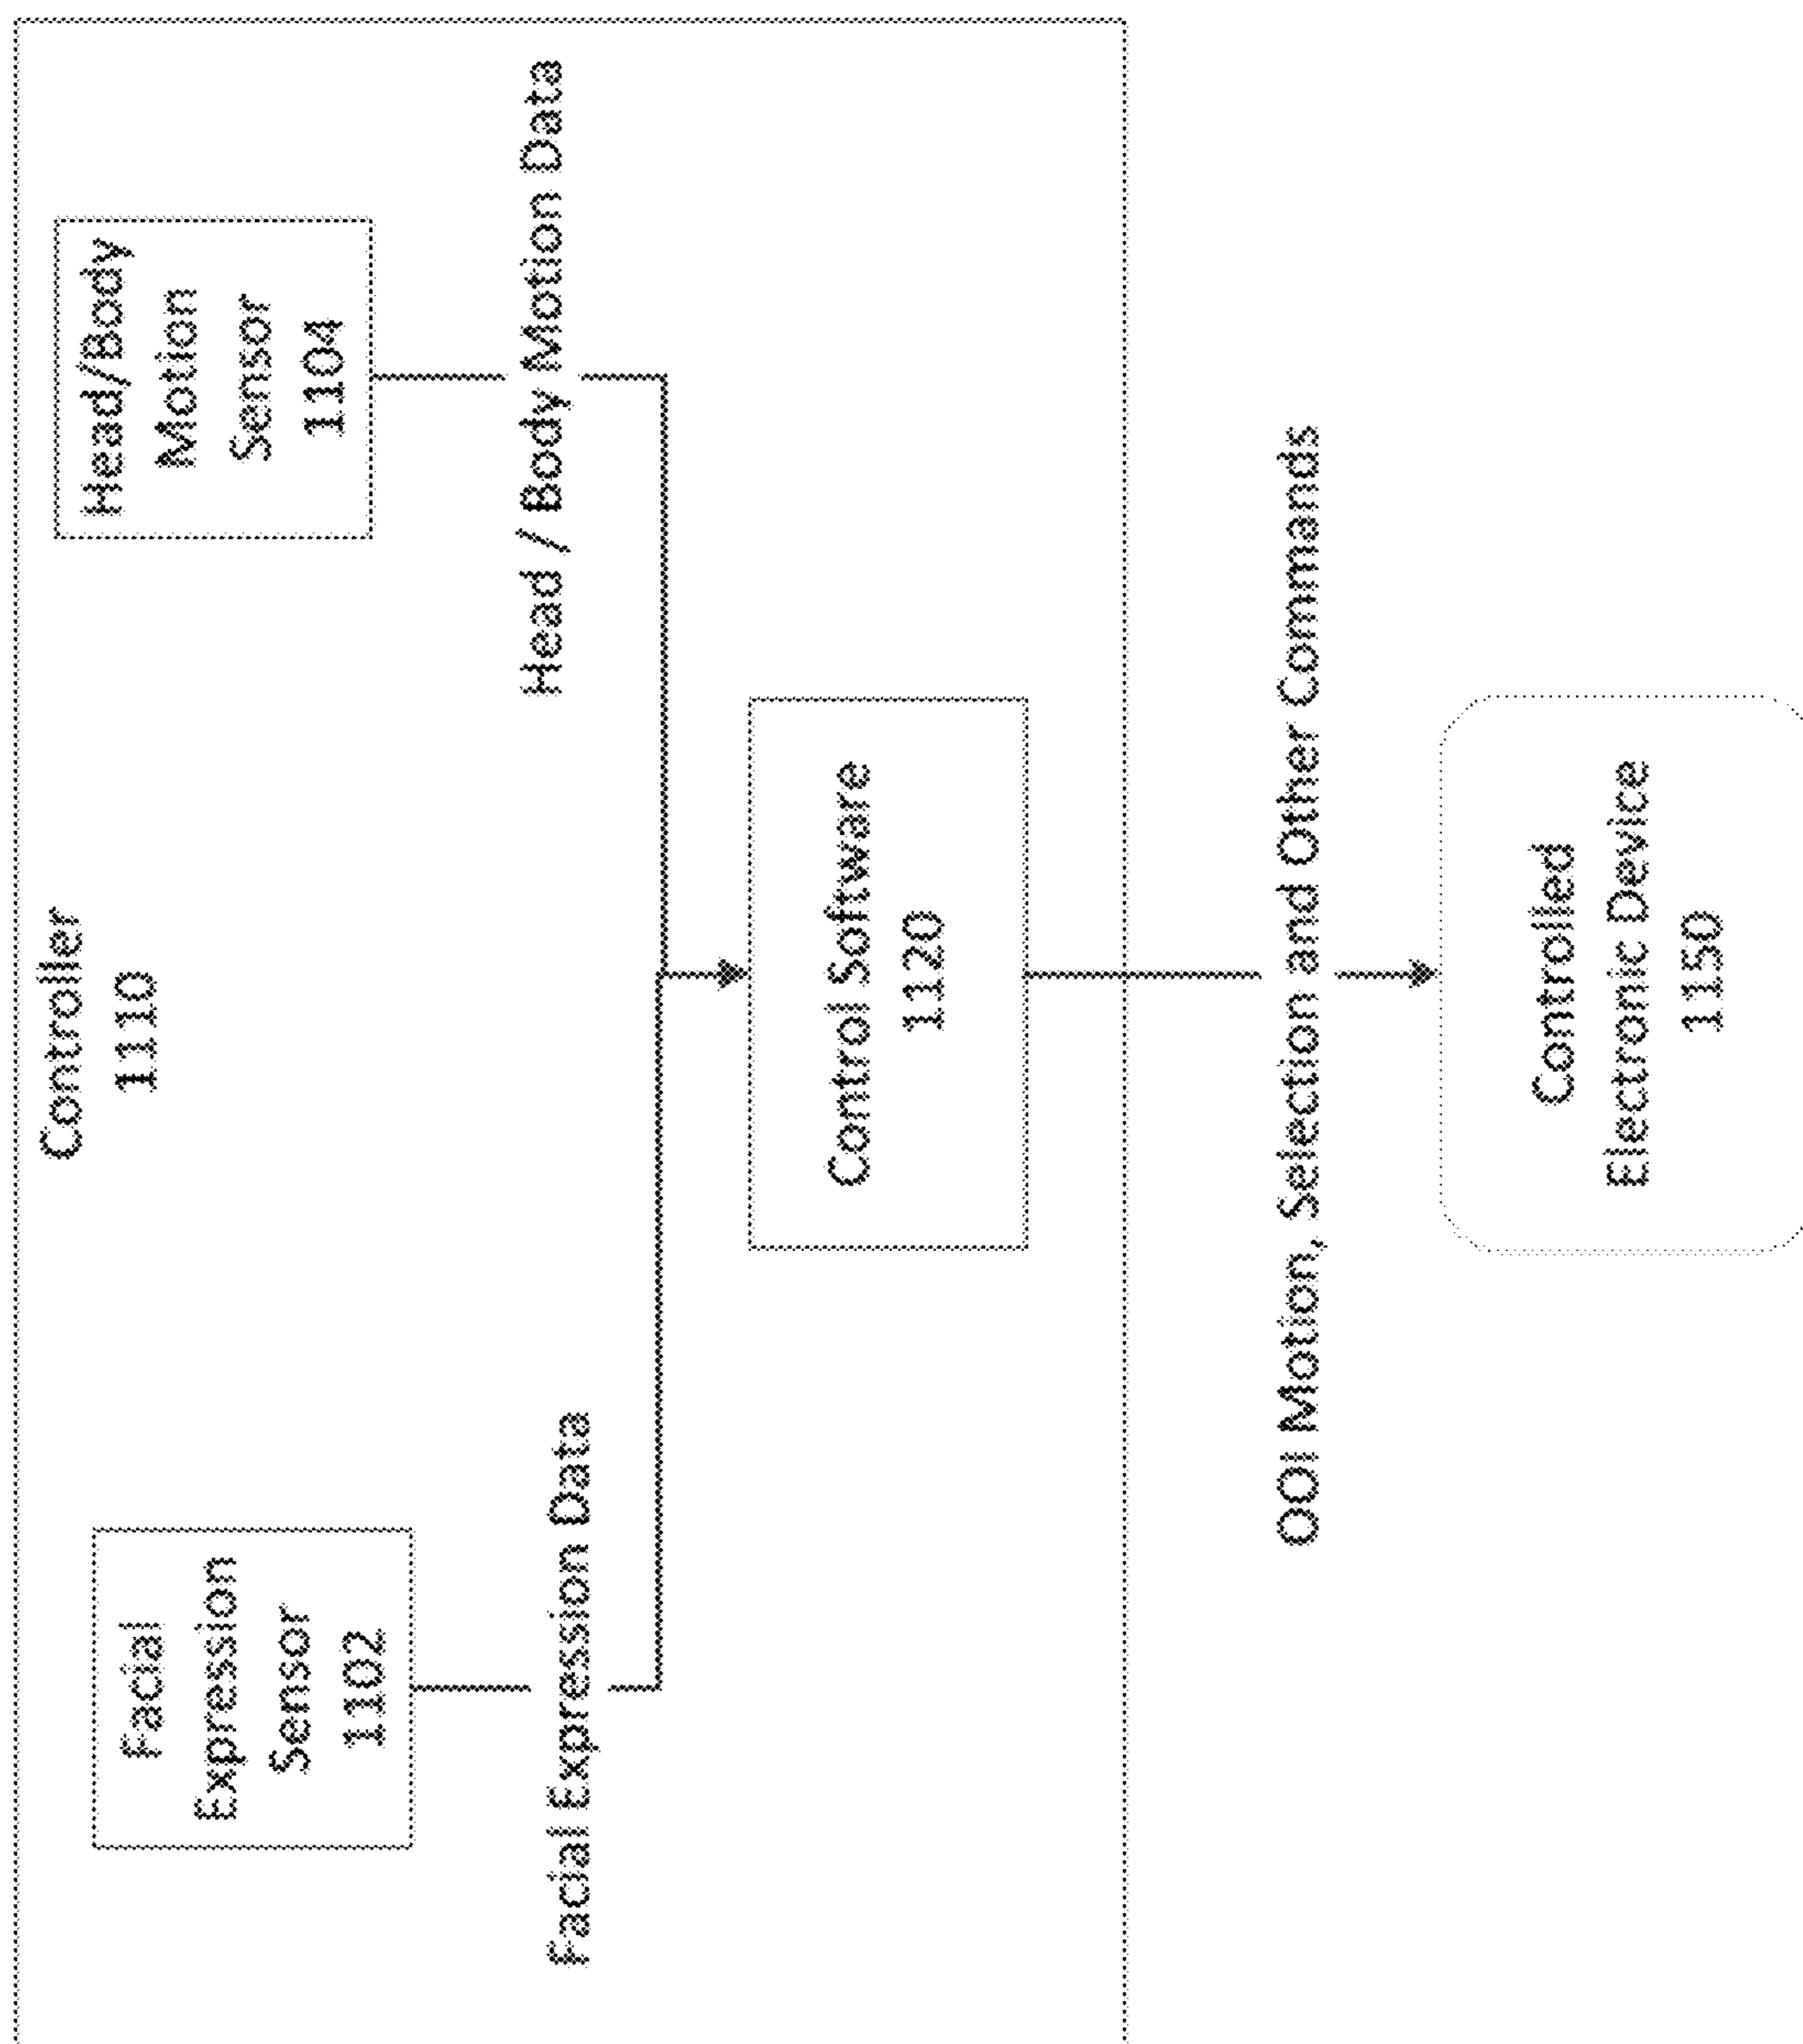 Controller
1110
Facial
Expression
Sensor
1102
Head/Body
Motion
Sensor
1104
Facial Expression Data
Head / Body Motion Data
Control Software
1120
OOI Motion, Selection and Other Commands
Controlled
Electronic Device
1150